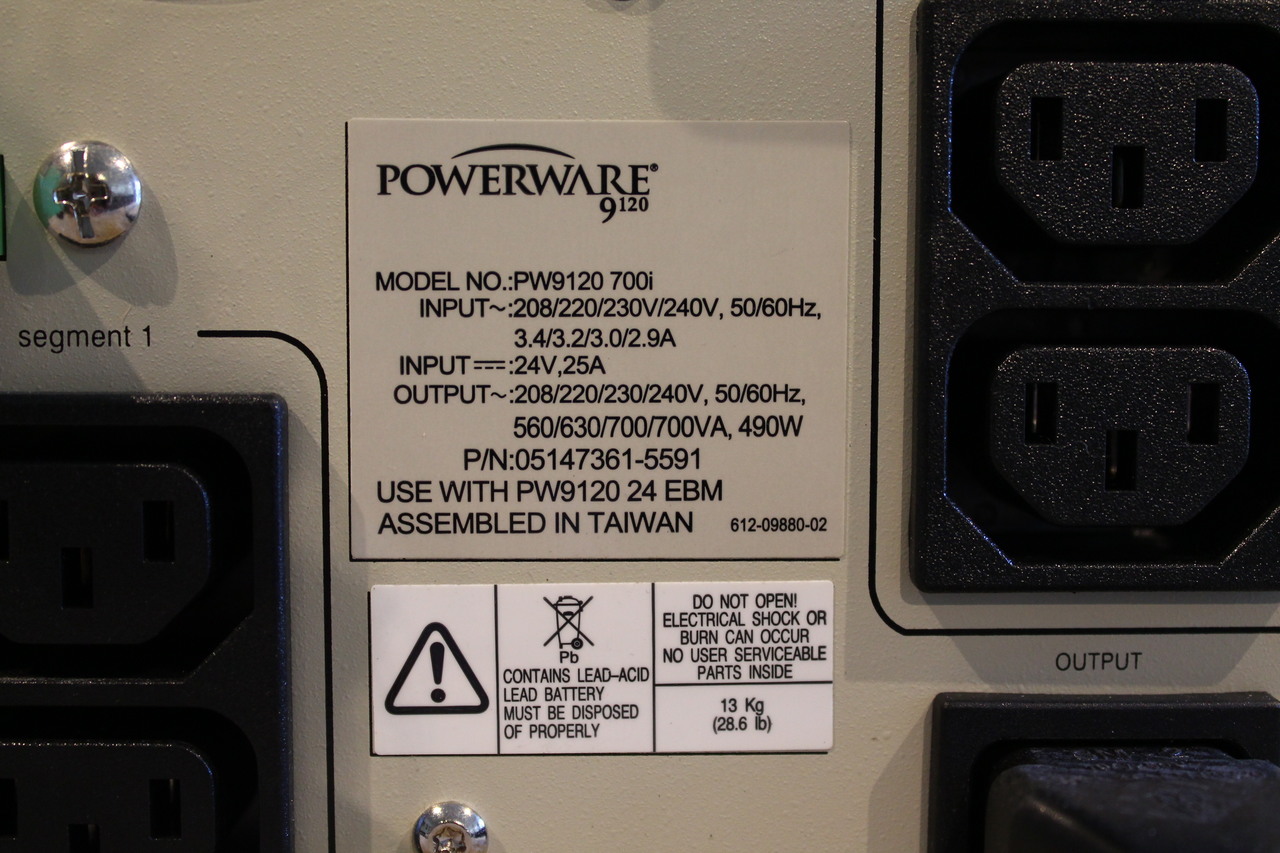 POWERWARE®
9120
MODEL NO.:PW9120 700i
INPUT~:208/220/230V/240V, 50/60Hz,
3.4/3.2/3.0/2.9A
INPUT⎓:24V,25A
OUTPUT~:208/220/230/240V, 50/60Hz,
560/630/700/700VA, 490W
P/N:05147361-5591
USE WITH PW9120 24 EBM
ASSEMBLED IN TAIWAN 612-09880-02
segment 1
Pb
CONTAINS LEAD-ACID
LEAD BATTERY
MUST BE DISPOSED
OF PROPERLY
DO NOT OPEN!
ELECTRICAL SHOCK OR
BURN CAN OCCUR
NO USER SERVICEABLE
PARTS INSIDE
13 Kg
(28.6 lb)
OUTPUT